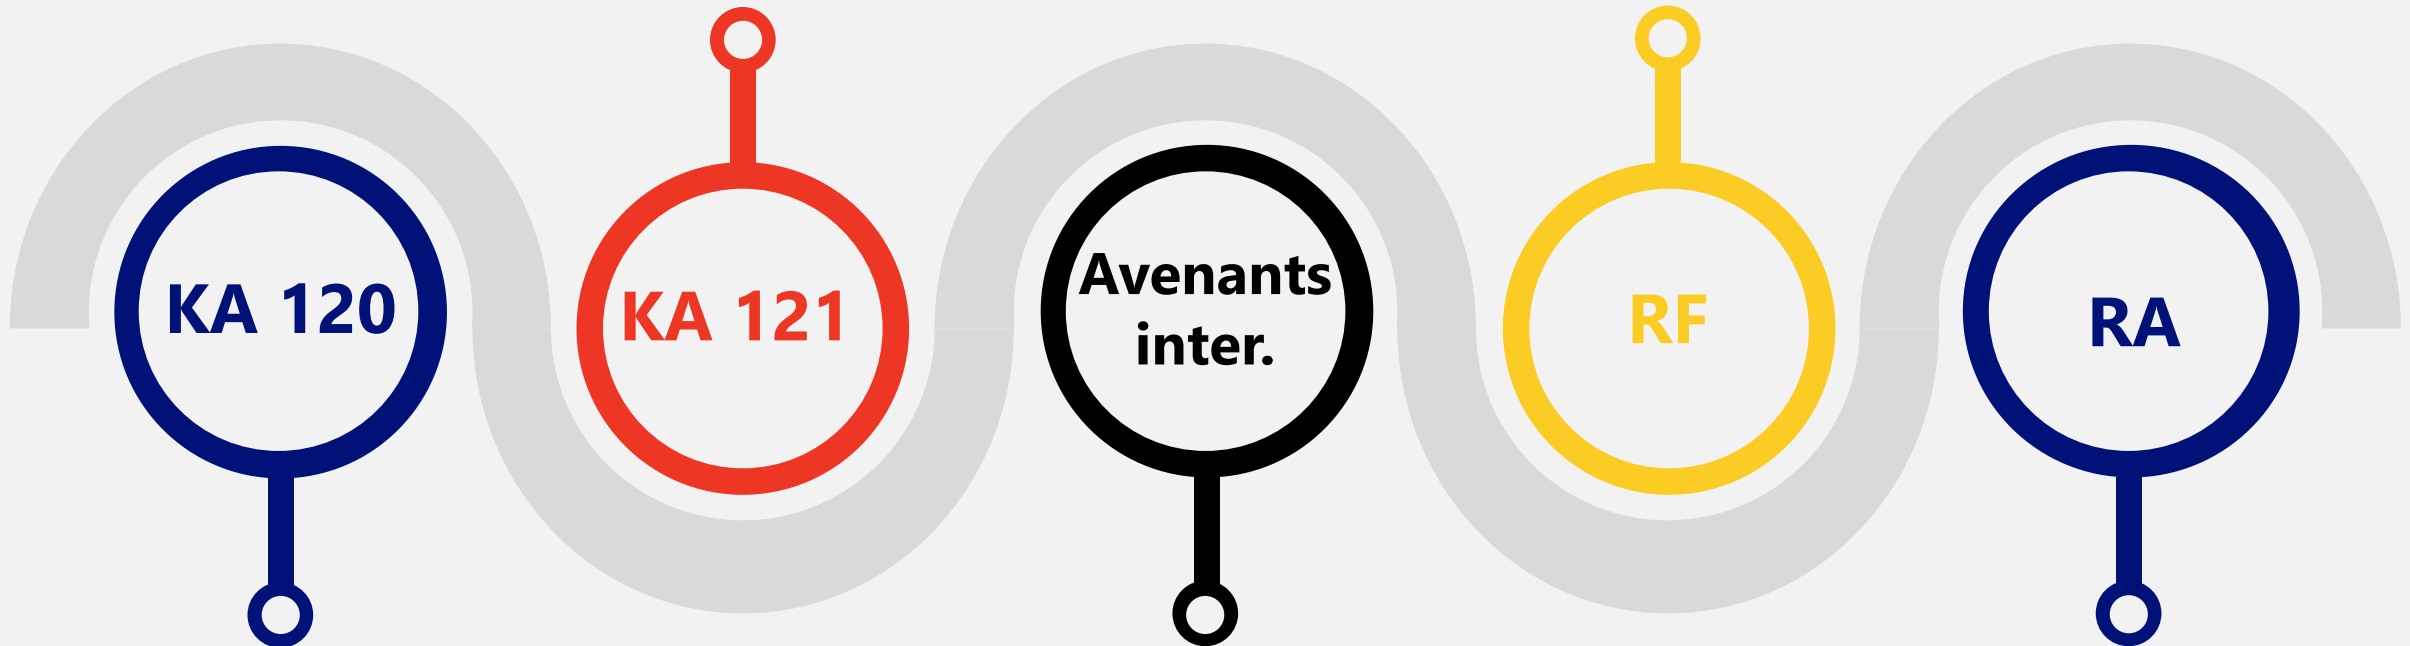 KA 120
KA 121
Avenants
inter.
RF
RA